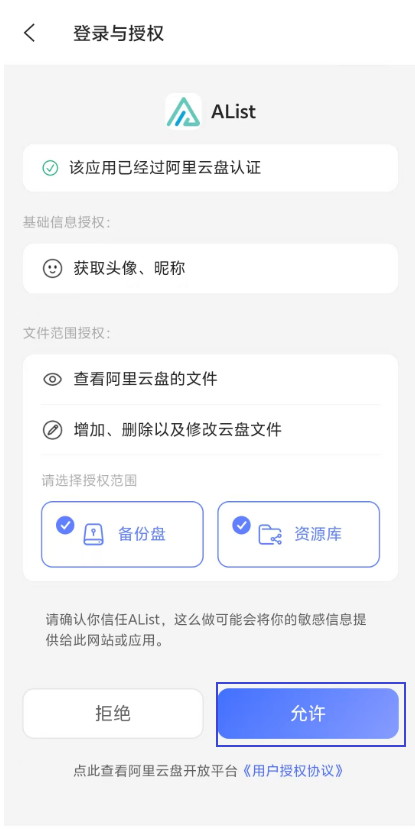 登录与授权
AList
该应用已经过阿里云盘认证
基础信息授权：
获取头像、昵称
文件范围授权：
查看阿里云盘的文件
增加、删除以及修改云盘文件
请选择授权范围
备份盘
资源库
请确认你信任AList，这么做可能会将你的敏感信息提
供给此网站或应用。
拒绝
允许
点此查看阿里云盘开放平台《用户授权协议》